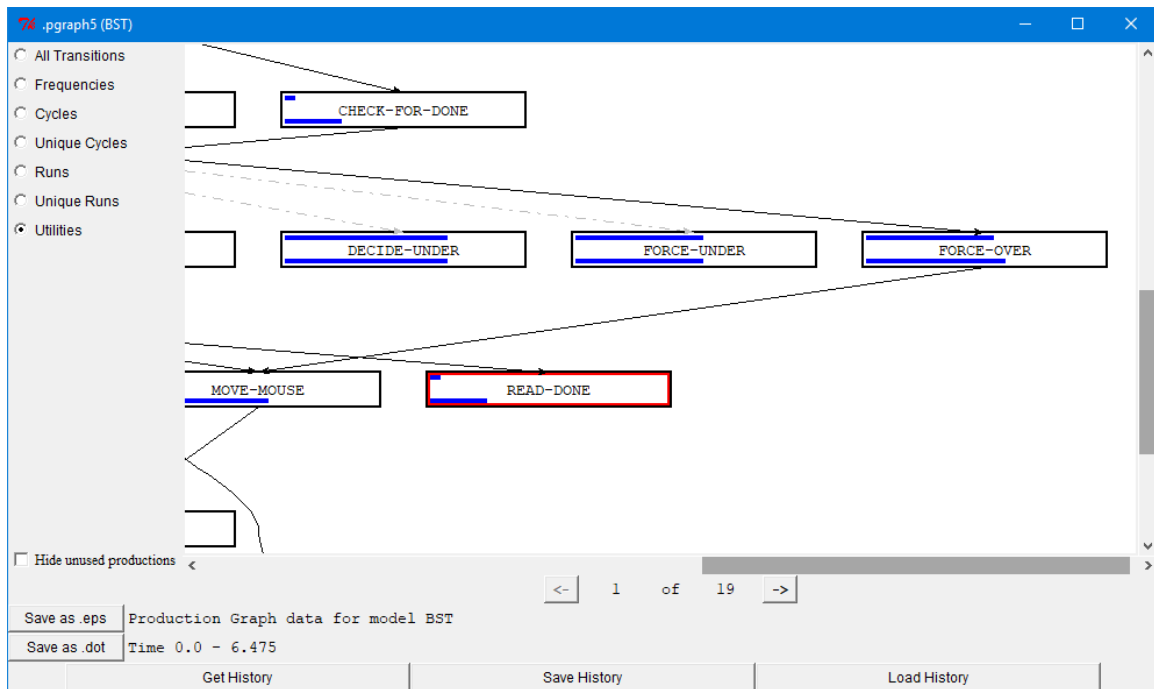 .pgraph5 (BST)
All Transitions
Frequencies
Cycles
Unique Cycles
Runs
Unique Runs
Utilities
CHECK-FOR-DONE
DECIDE-UNDER
FORCE-UNDER
FORCE-OVER
MOVE-MOUSE
READ-DONE
Hide unused productions
<- 1 of 19 ->
Save as .eps Production Graph data for model BST
Save as .dot Time 0.0 - 6.475
Get History Save History Load History